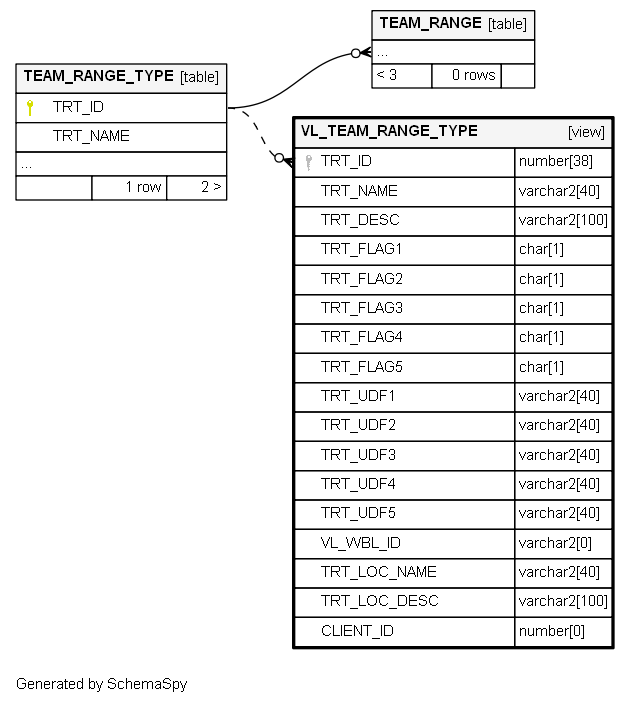 TEAM_RANGE [table]
...
< 3 0 rows
TEAM_RANGE_TYPE [table]
TRT_ID
TRT_NAME
...
1 row 2 >
VL_TEAM_RANGE_TYPE [view]
TRT_ID number[38]
TRT_NAME varchar2[40]
TRT_DESC varchar2[100]
TRT_FLAG1 char[1]
TRT_FLAG2 char[1]
TRT_FLAG3 char[1]
TRT_FLAG4 char[1]
TRT_FLAG5 char[1]
TRT_UDF1 varchar2[40]
TRT_UDF2 varchar2[40]
TRT_UDF3 varchar2[40]
TRT_UDF4 varchar2[40]
TRT_UDF5 varchar2[40]
VL_WBL_ID varchar2[0]
TRT_LOC_NAME varchar2[40]
TRT_LOC_DESC varchar2[100]
CLIENT_ID number[0]
Generated by SchemaSpy